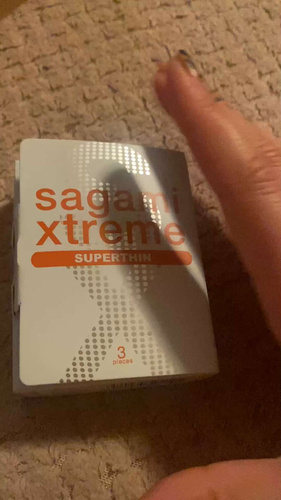 sagami
xtreme
SUPERTHIN
3
pieces